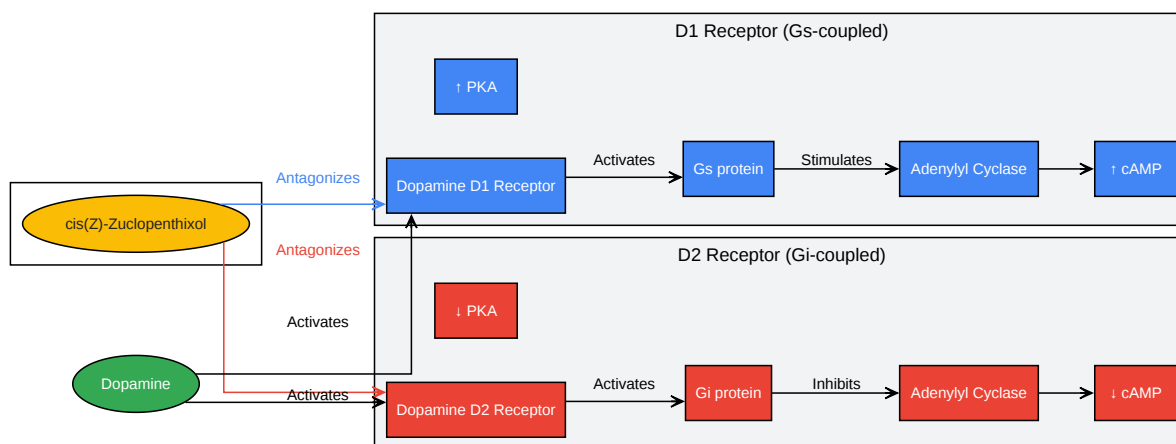 D1 Receptor (Gs-coupled)
↑ PKA
Antagonizes
Dopamine D1 Receptor
Activates
Gs protein
Stimulates
Adenylyl Cyclase
↑ cAMP
cis(Z)-Zuclopenthixol
Antagonizes
D2 Receptor (Gi-coupled)
↓ PKA
Activates
Dopamine
Activates
Dopamine D2 Receptor
Activates
Gi protein
Inhibits
Adenylyl Cyclase
↓ cAMP